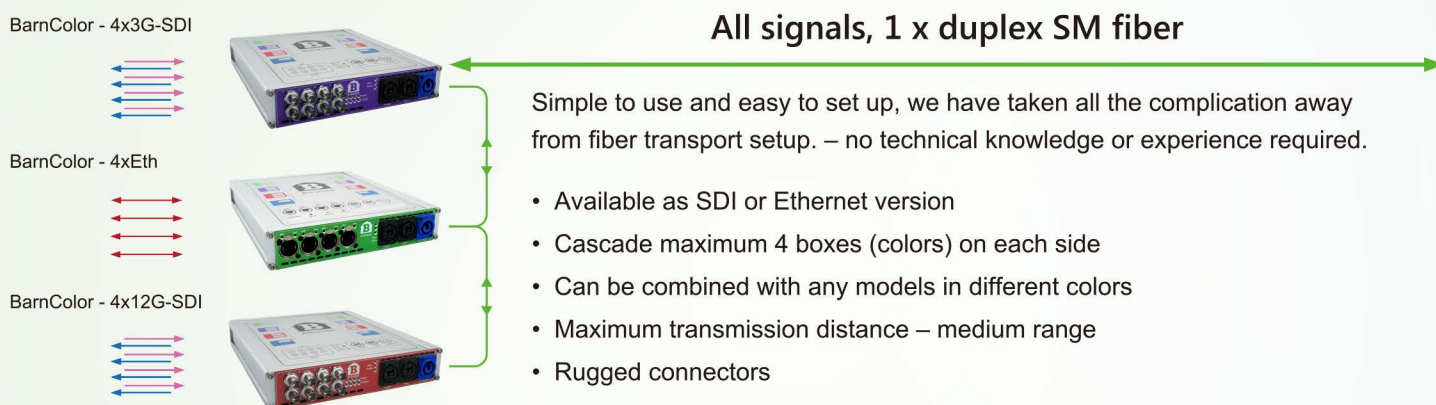 BarnColor - 4x3G-SDI
All signals, 1 x duplex SM fiber
Simple to use and easy to set up, we have taken all the complication away
from fiber transport setup. – no technical knowledge or experience required.
BarnColor - 4xEth
• Available as SDI or Ethernet version
• Cascade maximum 4 boxes (colors) on each side
• Can be combined with any models in different colors
BarnColor - 4x12G-SDI
• Maximum transmission distance – medium range
• Rugged connectors